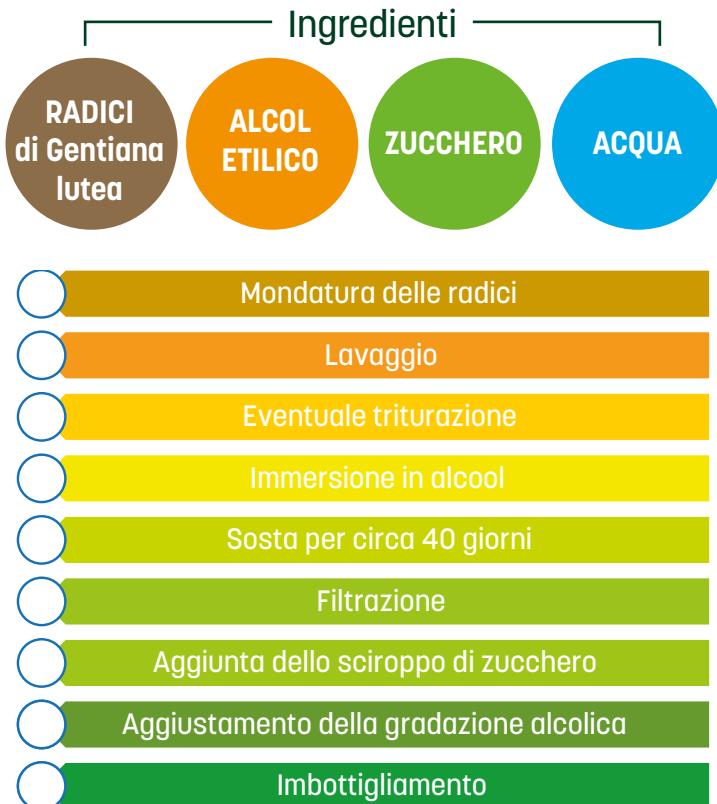 Ingredienti
RADICI
di Gentiana
lutea
ALCOL
ETILICO
ZUCCHERO
ACQUA
Mondatura delle radici
Lavaggio
Eventuale triturazione
Immersione in alcool
Sosta per circa 40 giorni
Filtrazione
Aggiunta dello sciroppo di zucchero
Aggiustamento della gradazione alcolica
Imbottigliamento